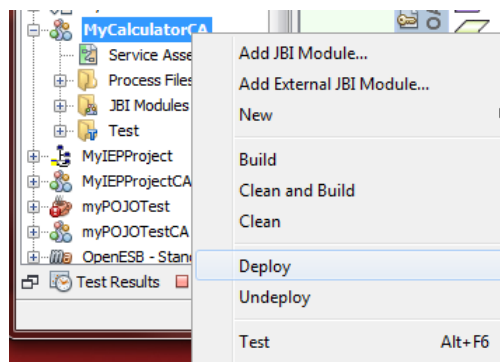 MyCalculatorCA
Service Asse
Process Files
JBI Modules
Test
MyIEPProject
MyIEPProjectCA
myPOJOTest
myPOJOTestCA
OpenESB - Stan
Test Results
Add JBI Module...
Add External JBI Module...
New
Build
Clean and Build
Clean
Deploy
Undeploy
Test Alt+F6